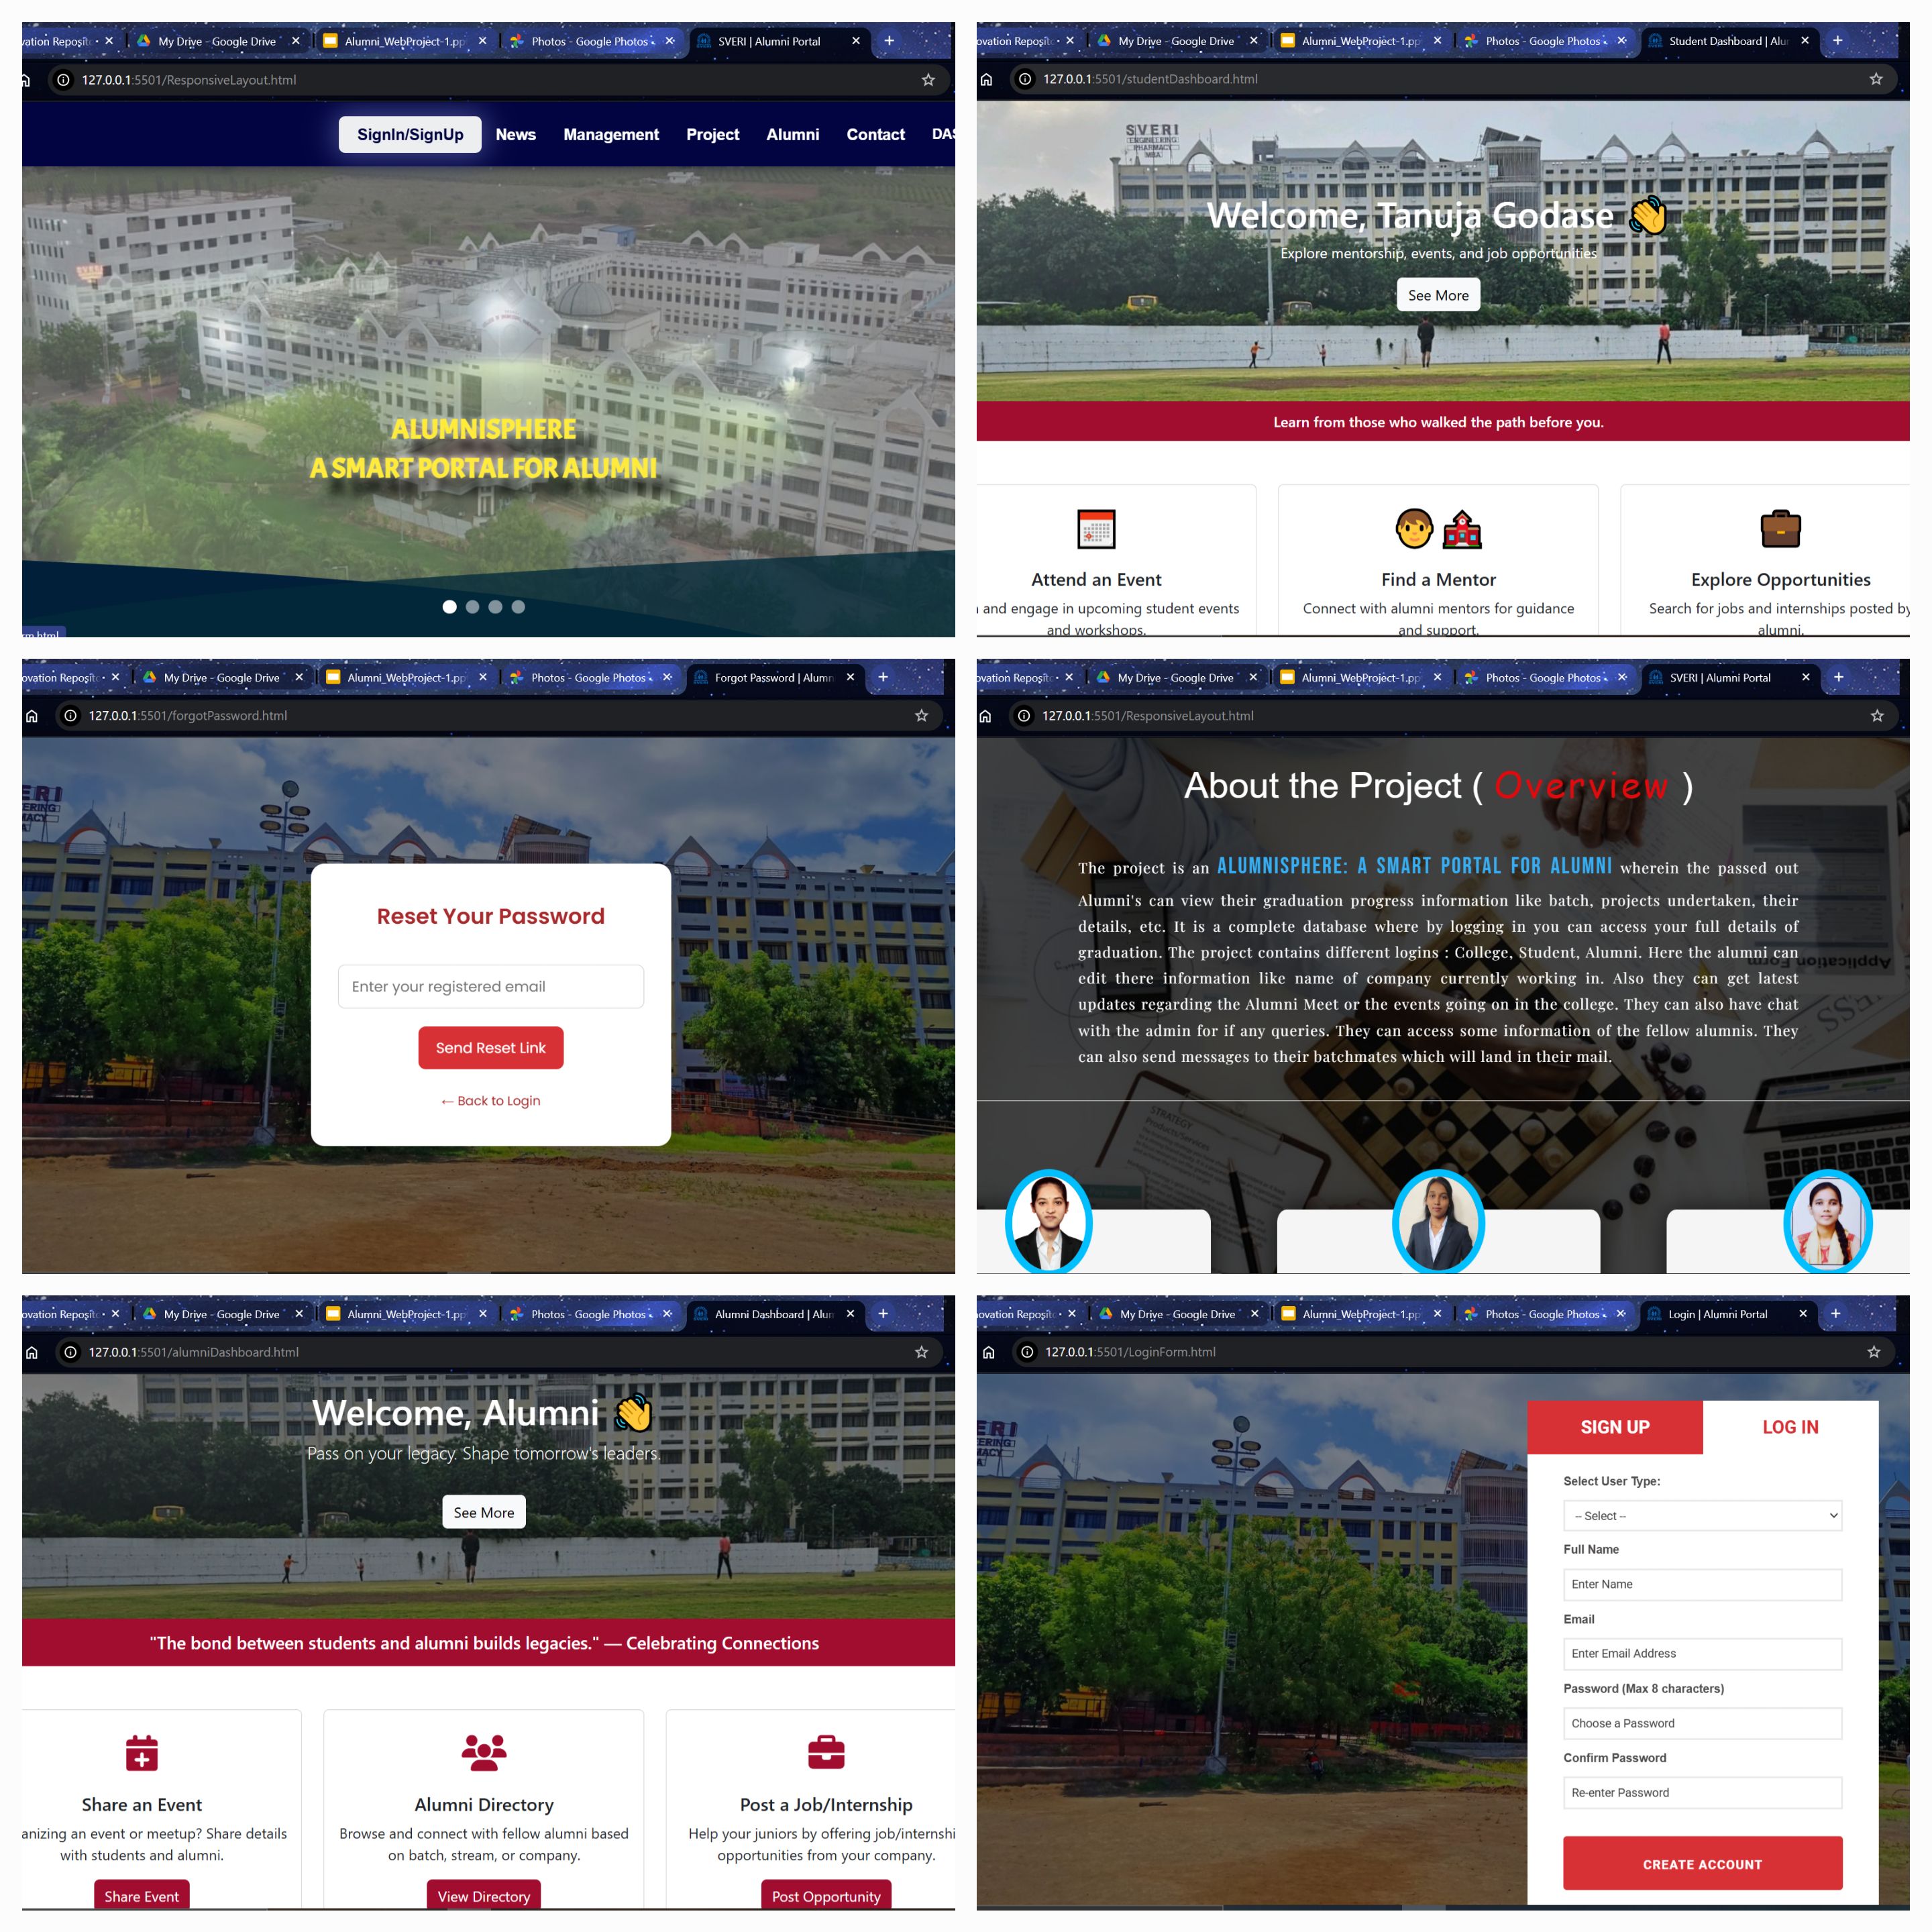 My Drive - Google Drive
Alumni_WebProject-1.pp
Photos - Google Photos
SVERI | Alumni Portal
127.0.0.1:5501/ResponsiveLayout.html
SignIn/SignUp News Management Project Alumni Contact DAS
ALUMNISPHERE
A SMART PORTAL FOR ALUMNI
rm.html
My Drive - Google Drive
Alumni_WebProject-1.pp
Photos - Google Photos
Student Dashboard | Alu
127.0.0.1:5501/studentDashboard.html
SVERI
ENGINEERING
PHARMACY
MBA
Welcome, Tanuja Godase 👋
Explore mentorship, events, and job opportunities
See More
Learn from those who walked the path before you.
Attend an Event
and engage in upcoming student events
and workshops.
Find a Mentor
Connect with alumni mentors for guidance
and support.
Explore Opportunities
Search for jobs and internships posted by
alumni.
My Drive - Google Drive
Alumni_WebProject-1.pp
Photos - Google Photos
Forgot Password | Alumn
127.0.0.1:5501/forgotPassword.html
ERI
ERING
MACY
Reset Your Password
Enter your registered email
Send Reset Link
← Back to Login
My Drive - Google Drive
Alumni_WebProject-1.pp
Photos - Google Photos
SVERI | Alumni Portal
127.0.0.1:5501/ResponsiveLayout.html
About the Project ( Overview )
The project is an ALUMNISPHERE: A SMART PORTAL FOR ALUMNI wherein the passed out
Alumni's can view their graduation progress information like batch, projects undertaken, their
details, etc. It is a complete database where by logging in you can access your full details of
graduation. The project contains different logins : College, Student, Alumni. Here the alumni can
edit there information like name of company currently working in. Also they can get latest
updates regarding the Alumni Meet or the events going on in the college. They can also have chat
with the admin for if any queries. They can access some information of the fellow alumnis. They
can also send messages to their batchmates which will land in their mail.
Application Form
STRATEGY
Products/Services
My Drive - Google Drive
Alumni_WebProject-1.pp
Photos - Google Photos
Alumni Dashboard | Alum
127.0.0.1:5501/alumniDashboard.html
Welcome, Alumni 👋
Pass on your legacy. Shape tomorrow's leaders.
See More
"The bond between students and alumni builds legacies." — Celebrating Connections
Share an Event
anizing an event or meetup? Share details
with students and alumni.
Share Event
Alumni Directory
Browse and connect with fellow alumni based
on batch, stream, or company.
View Directory
Post a Job/Internship
Help your juniors by offering job/internshi
opportunities from your company.
Post Opportunity
My Drive - Google Drive
Alumni_WebProject-1.pp
Photos - Google Photos
Login | Alumni Portal
127.0.0.1:5501/LoginForm.html
ERI
ERING
MACY
SIGN UP
LOG IN
Select User Type:
-- Select --
Full Name
Enter Name
Email
Enter Email Address
Password (Max 8 characters)
Choose a Password
Confirm Password
Re-enter Password
CREATE ACCOUNT